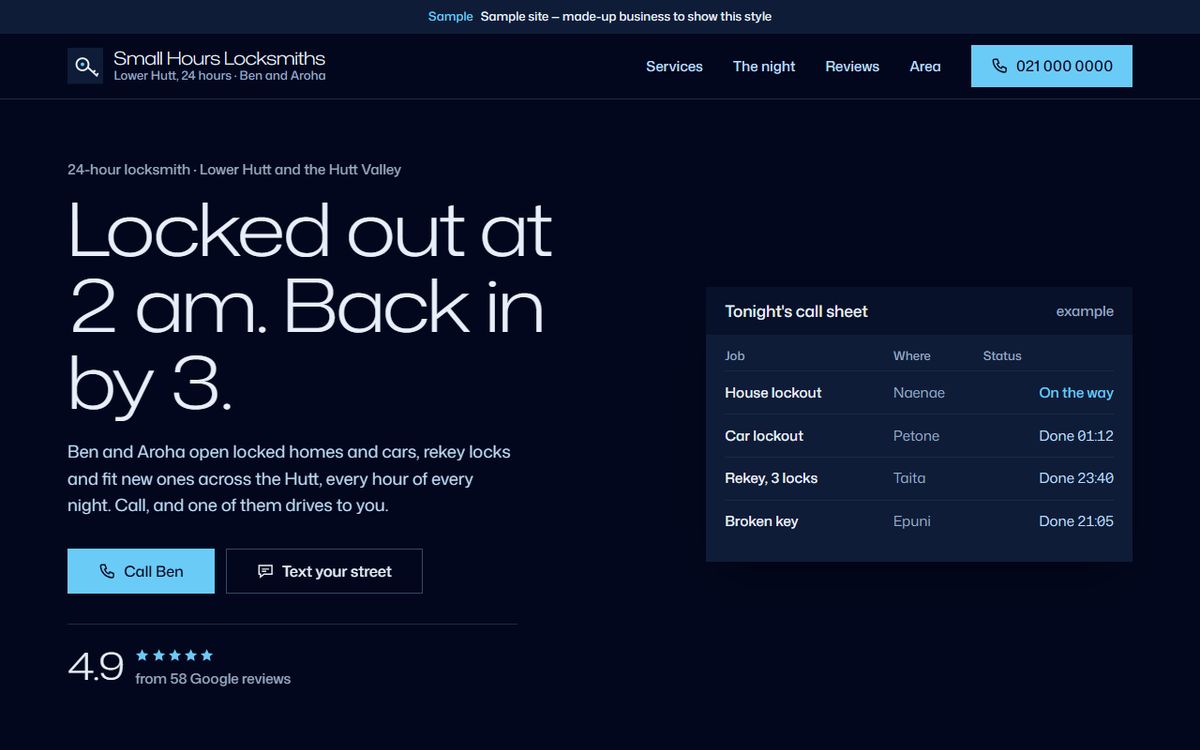 Sample Sample site – made-up business to show this style
Small Hours Locksmiths
Lower Hutt, 24 hours · Ben and Aroha
Services The night Reviews Area 021 000 0000
24-hour locksmith · Lower Hutt and the Hutt Valley
Locked out at
2 am. Back in
by 3.
Ben and Aroha open locked homes and cars, rekey locks
and fit new ones across the Hutt, every hour of every
night. Call, and one of them drives to you.
Call Ben Text your street
4.9
from 58 Google reviews
Tonight's call sheet example
Job Where Status
House lockout Naenae On the way
Car lockout Petone Done 01:12
Rekey, 3 locks Taita Done 23:40
Broken key Epuni Done 21:05